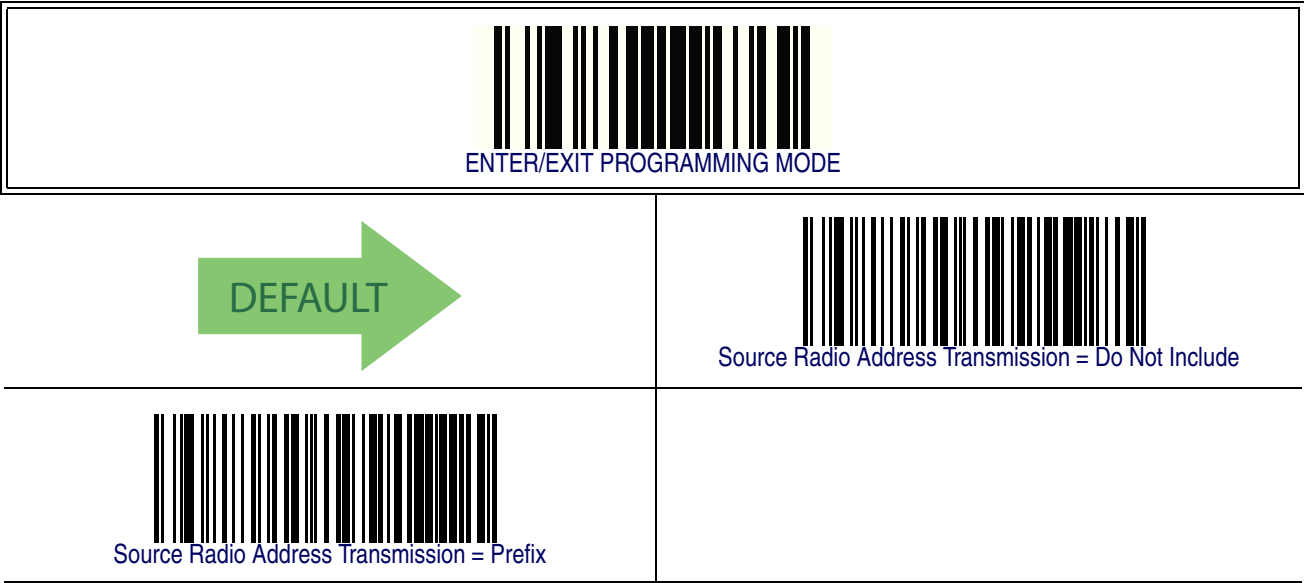 ENTER/EXIT PROGRAMMING MODE
DEFAULT
Source Radio Address Transmission = Do Not Include
Source Radio Address Transmission = Prefix